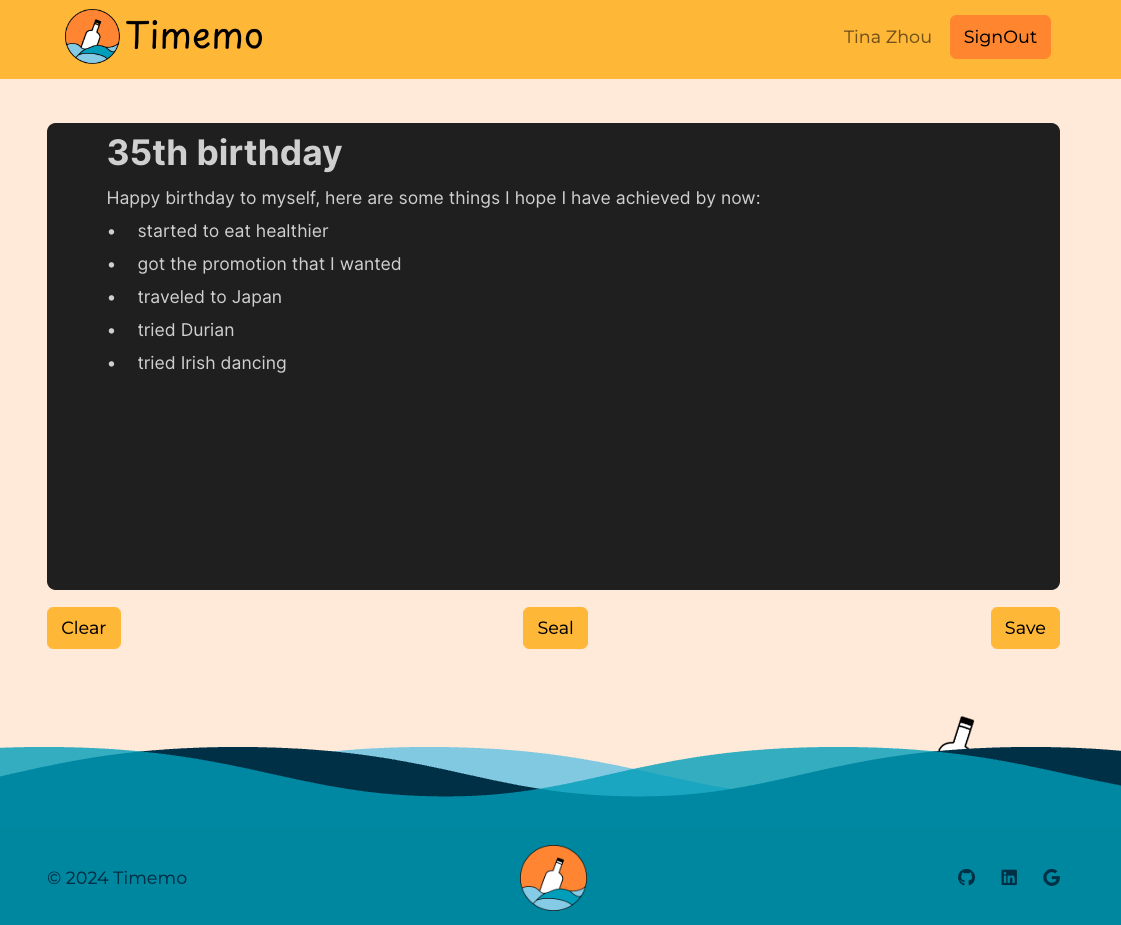 Timemo
Tina Zhou
SignOut
35th birthday
Happy birthday to myself, here are some things I hope I have achieved by now:
• started to eat healthier
• got the promotion that I wanted
• traveled to Japan
• tried Durian
• tried Irish dancing
Clear
Seal
Save
© 2024 Timemo